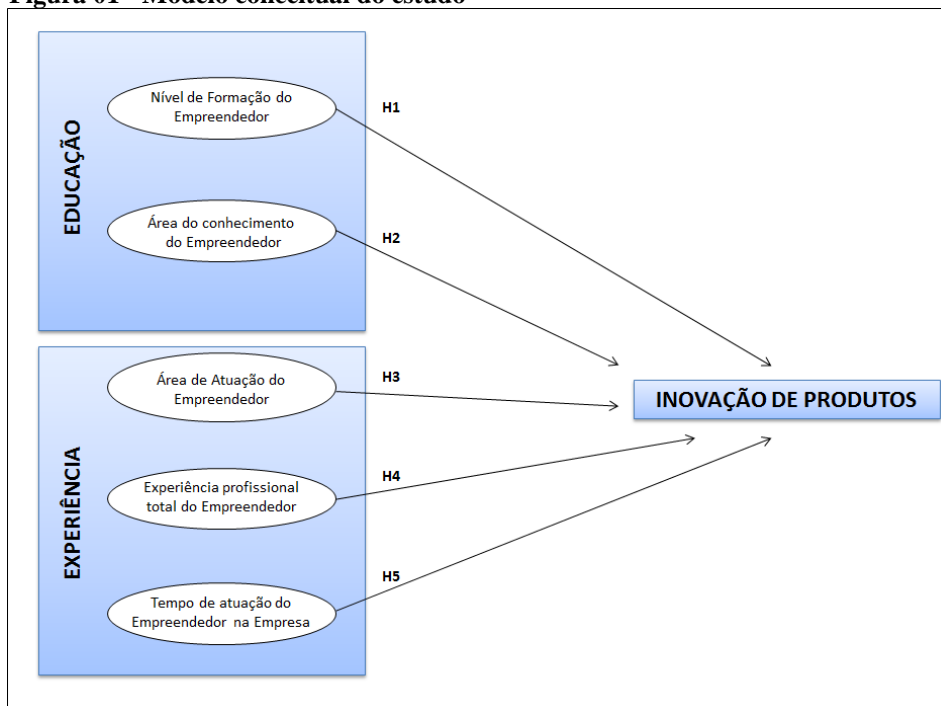 Figura 01 - Modelo conceitual do estudo
EDUCAÇÃO
Nível de Formação do
Empreendedor
H1
Área do conhecimento
do Empreendedor
H2
EXPERIÊNCIA
Área de Atuação do
Empreendedor
H3
Experiência profissional
total do Empreendedor
H4
Tempo de atuação do
Empreendedor na Empresa
H5
INOVAÇÃO DE PRODUTOS